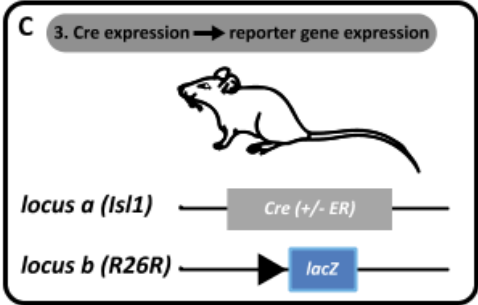 C
3. Cre expression → reporter gene expression
locus a (Isl1)
Cre (+/- ER)
locus b (R26R)
lacZ